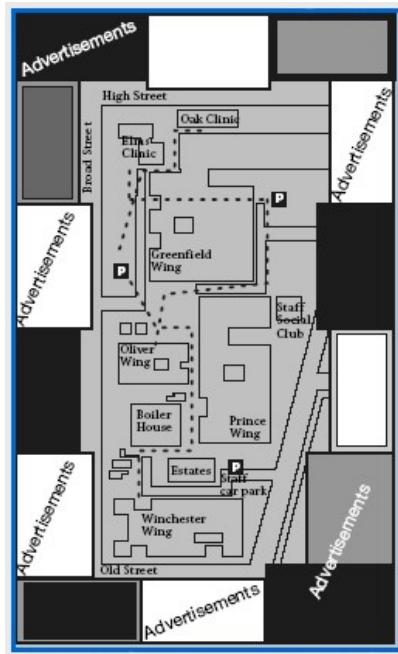 Advertisements
High Street
Oak Clinic
Broad Street
Elms
Clinic
Advertisements
P
Advertisements
Greenfield
Wing
P
Staff
Social
Club
Oliver
Wing
Boiler
House
Prince
Wing
Advertisements
Estates
P
Staff
car park
Winchester
Wing
Advertisements
Old Street
Advertisements